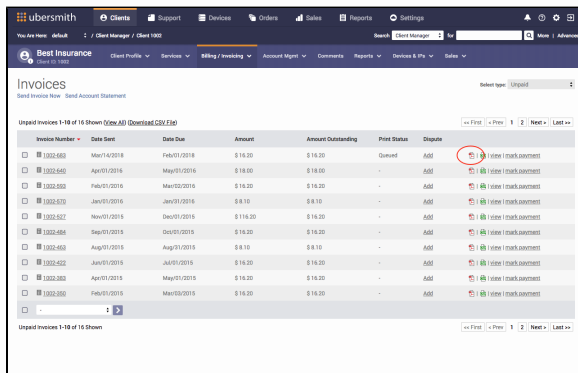 ubersmith Clients Support Devices Orders Sales Reports Settings
You Are Here: default / Client Manager / Client 1002 Search Client Manager for More | Advanced
Best Insurance Client Profile Services Billing / Invoicing Account Mgmt Comments Reports Devices & IPs Sales
Client ID 1002
Invoices Select type: Unpaid
Send Invoice Now Send Account Statement
Unpaid Invoices 1-10 of 16 Shown (View All) (Download CSV File) << First < Prev 1 2 Next > Last >>
Invoice Number Date Sent Date Due Amount Amount Outstanding Print Status Dispute
1002-683 Mar/14/2018 Feb/01/2018 $ 16.20 $ 16.20 Queued Add | | view | mark payment
1002-640 Apr/01/2016 May/01/2016 $ 18.00 $ 18.00 - Add | | view | mark payment
1002-593 Feb/01/2016 Mar/02/2016 $ 16.20 $ 16.20 - Add | | view | mark payment
1002-570 Jan/01/2016 Jan/31/2016 $ 8.10 $ 8.10 - Add | | view | mark payment
1002-527 Nov/01/2015 Dec/01/2015 $ 116.20 $ 16.20 - Add | | view | mark payment
1002-484 Sep/01/2015 Oct/01/2015 $ 16.20 $ 16.20 - Add | | view | mark payment
1002-463 Aug/01/2015 Aug/31/2015 $ 8.10 $ 8.10 - Add | | view | mark payment
1002-422 Jun/01/2015 Jul/01/2015 $ 16.20 $ 16.20 - Add | | view | mark payment
1002-383 Apr/01/2015 May/01/2015 $ 16.20 $ 16.20 - Add | | view | mark payment
1002-350 Feb/01/2015 Mar/03/2015 $ 16.20 $ 16.20 - Add | | view | mark payment
-
Unpaid Invoices 1-10 of 16 Shown << First < Prev 1 2 Next > Last >>